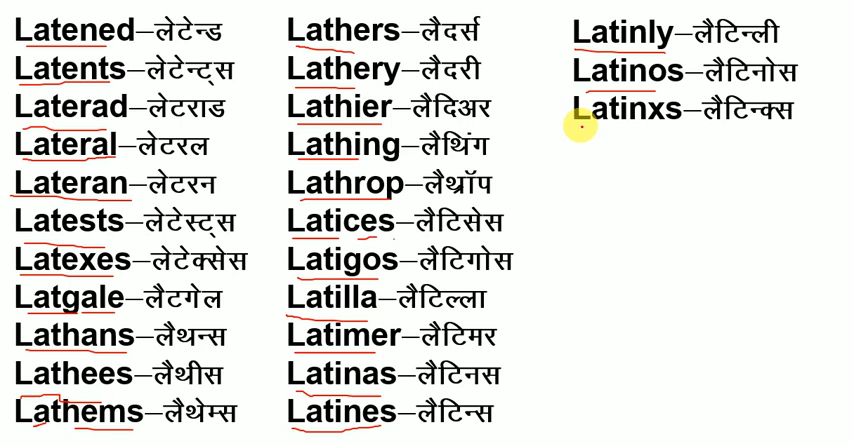 Latened–लेटेन्ड
Latents–लेटेन्ट्स
Laterad–लेटराड
Lateral–लेटरल
Lateran–लेटरन
Latests–लेटेस्ट्स
Latexes–लेटेक्सेस
Latgale–लैटगेल
Lathans–लैथन्स
Lathees–लैथीस
Lathems–लैथेम्स
Lathers–लैदर्स
Lathery–लैदरी
Lathier–लैदिअर
Lathing–लैथिंग
Lathrop–लैथ्रॉप
Latices–लैटिसेस
Latigos–लैटिगोस
Latilla–लैटिल्ला
Latimer–लैटिमर
Latinas–लैटिनस
Latines–लैटिन्स
Latinly–लैटिन्ली
Latinos–लैटिनोस
Latinxs–लैटिन्क्स